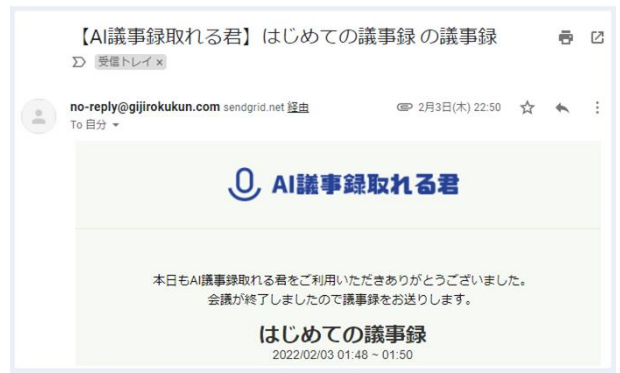 【AI議事録取れる君】はじめての議事録 の議事録
受信トレイ ×
no-reply@gijirokukun.com sendgrid.net 経由
2月3日(木) 22:50
To 自分
AI議事録取れる君
本日もAI議事録取れる君をご利用いただきありがとうございました。
会議が終了しましたので議事録をお送りします。
はじめての議事録
2022/02/03 01:48 ~ 01:50